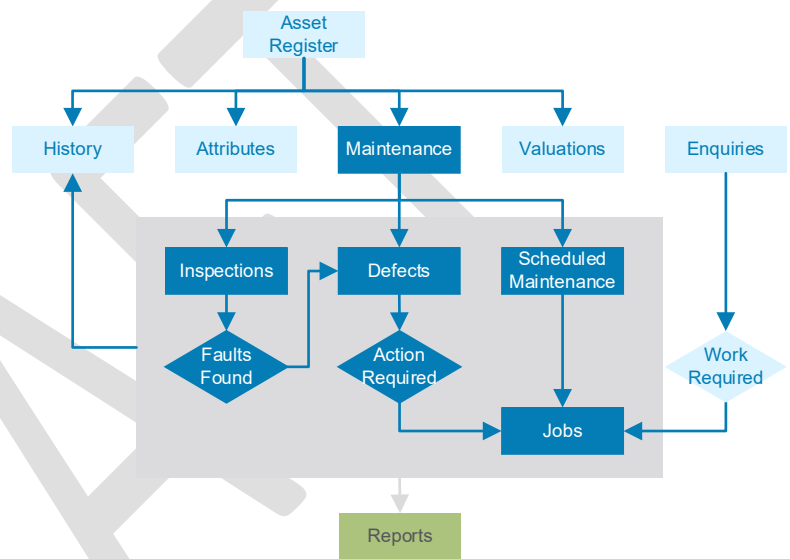 Asset
Register
History
Attributes
Maintenance
Valuations
Enquiries
Inspections
Defects
Scheduled
Maintenance
Faults
Found
Action
Required
Work
Required
Jobs
Reports